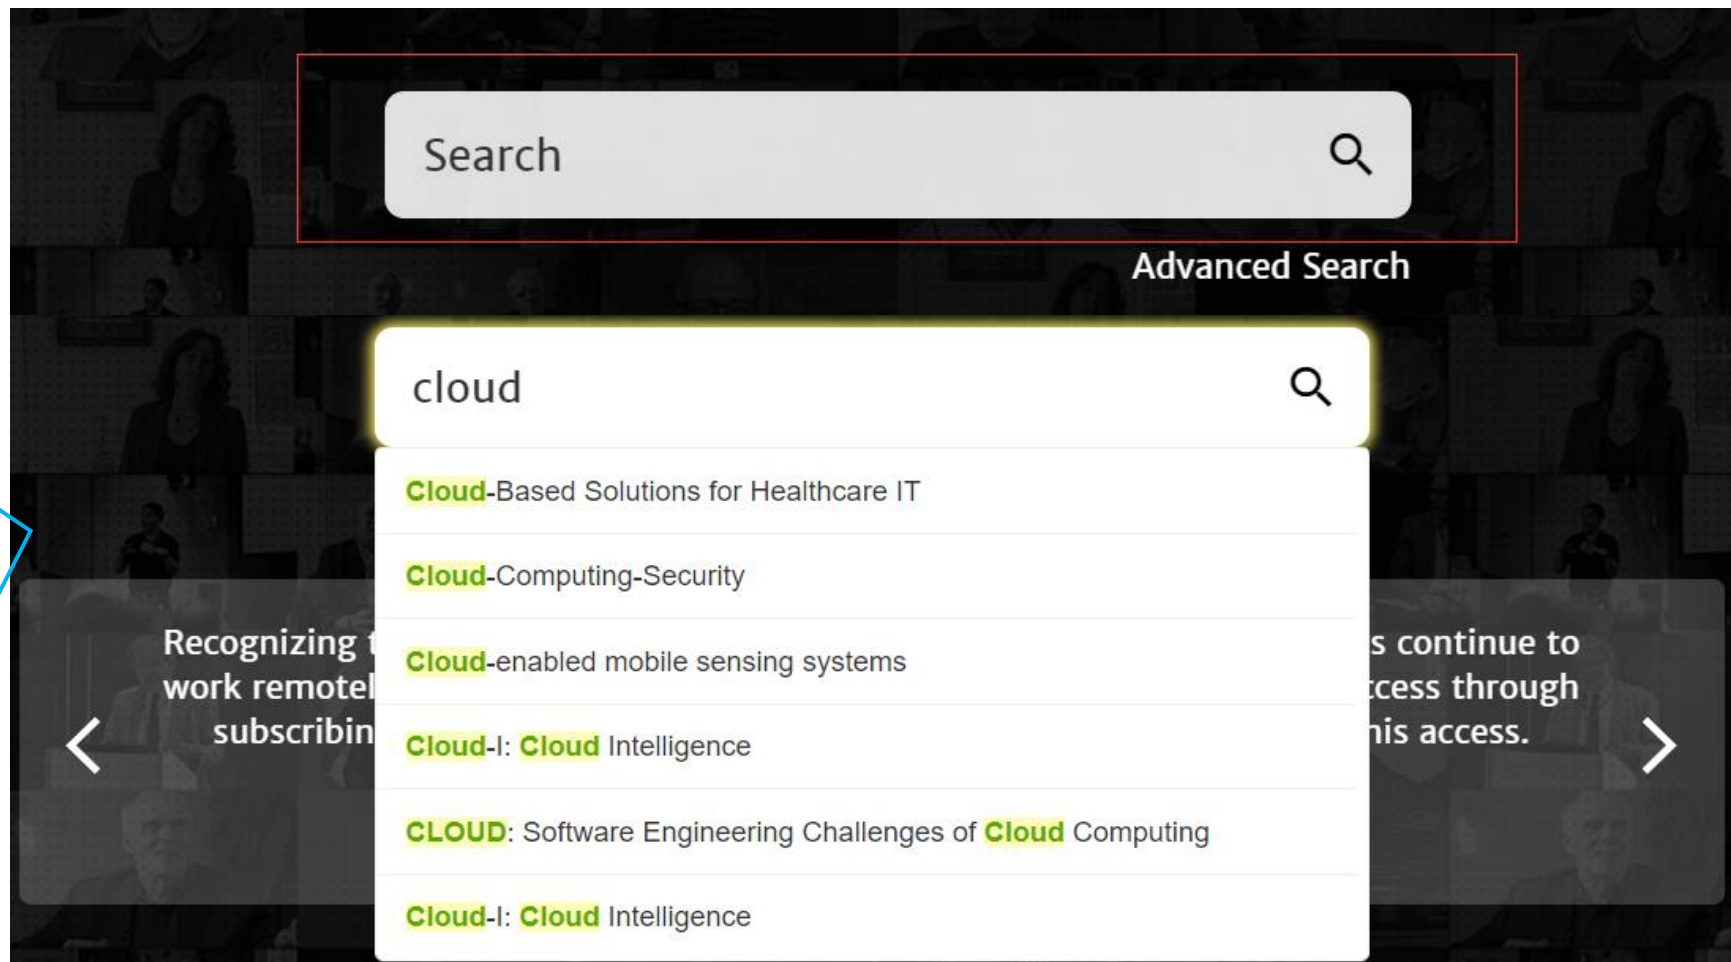 Search
Advanced Search
cloud
Cloud-Based Solutions for Healthcare IT
Cloud-Computing-Security
Cloud-enabled mobile sensing systems
Cloud-I: Cloud Intelligence
CLOUD: Software Engineering Challenges of Cloud Computing
Cloud-I: Cloud Intelligence
Recognizing
work
subscribin
s continue to
through
his access.